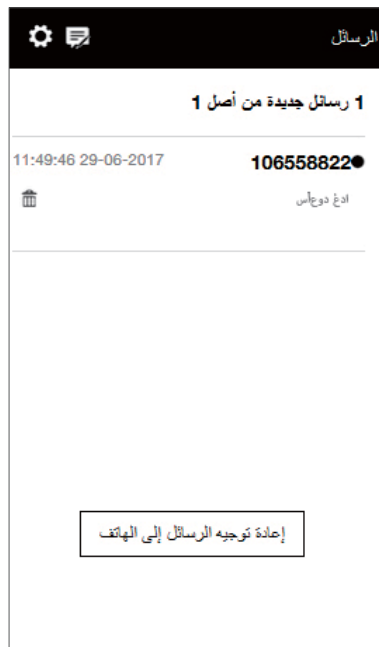 الرسائل
1 رسائل جديدة من أصل 1
106558822
11:49:46 29-06-2017
ادغ دوعأس
إعادة توجيه الرسائل إلى الهاتف